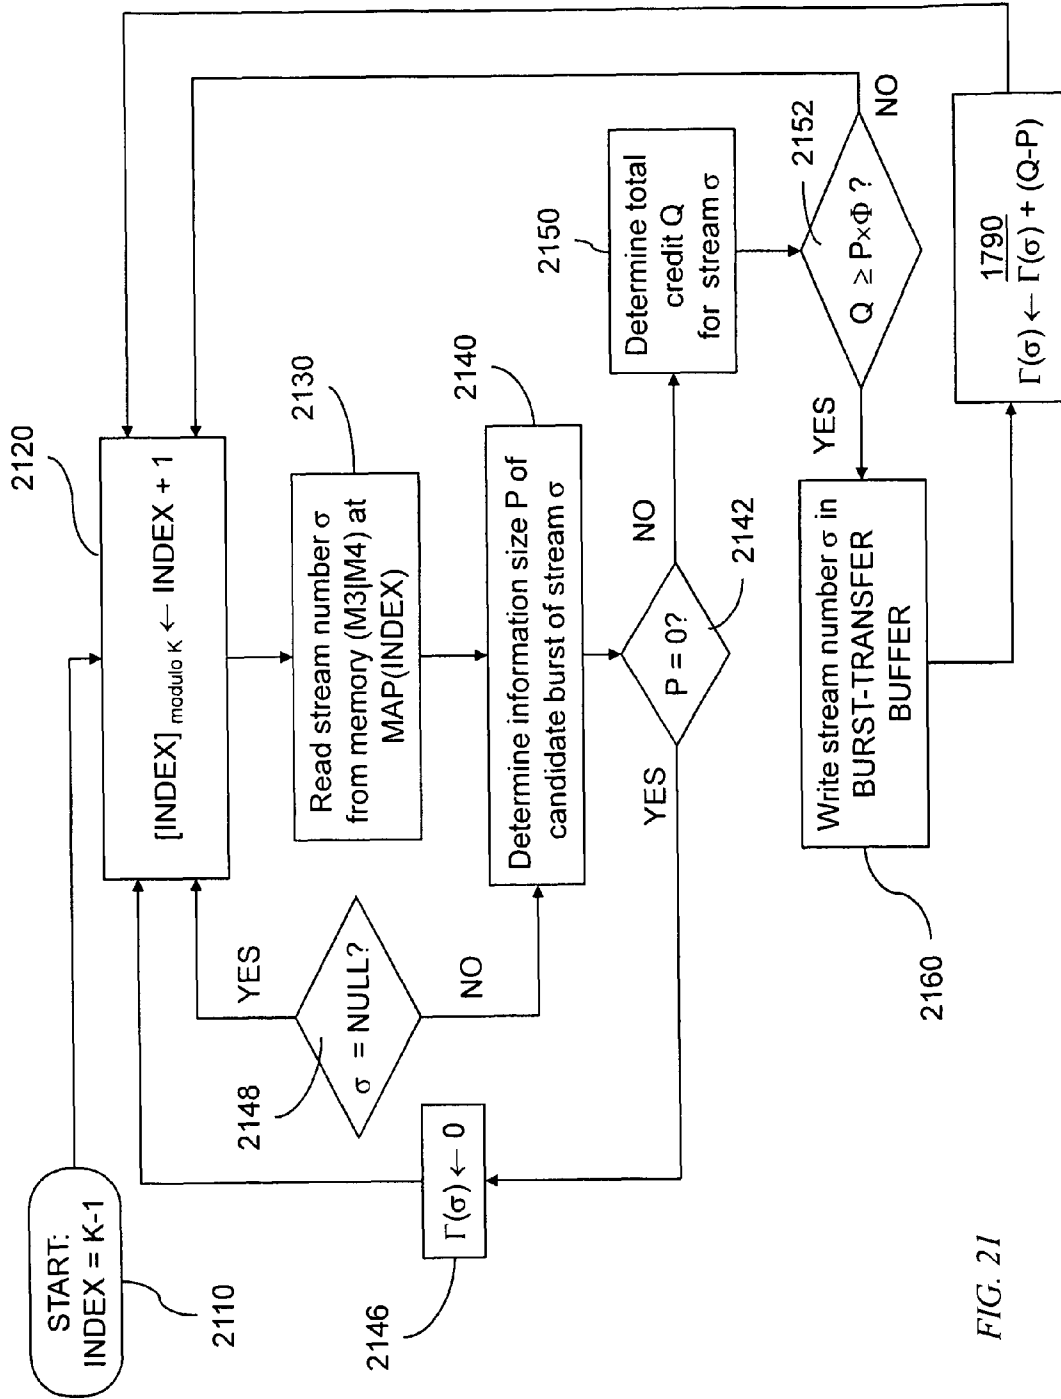 START:
INDEX = K-1
2110
2120
[INDEX] modulo K ← INDEX + 1
2130
Read stream number σ
from memory (M3|M4) at
MAP(INDEX)
2148
σ = NULL?
YES
NO
2140
Determine information size P of
candidate burst of stream σ
2146
Γ(σ) ← 0
P = 0?
2142
YES
NO
2150
Determine total
credit Q
for stream σ
2152
Q ≥ P×Φ ?
YES
NO
2160
Write stream number σ in
BURST-TRANSFER
BUFFER
1790
Γ(σ) ← Γ(σ) + (Q-P)
FIG. 21